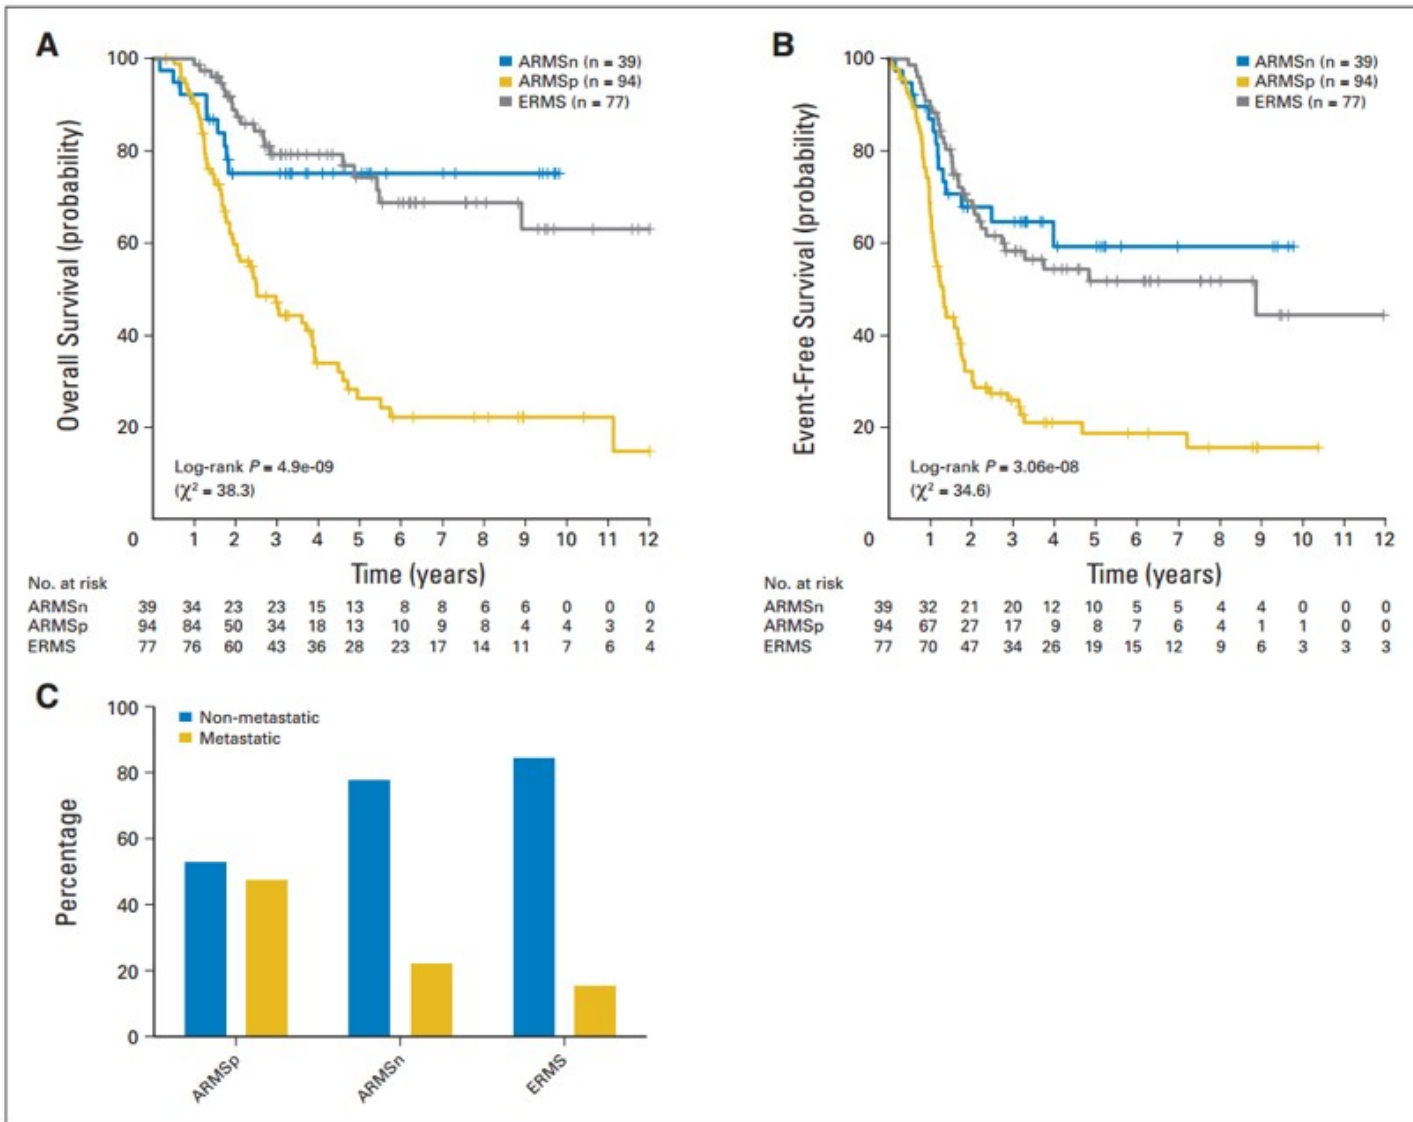 A
100
80
60
40
20
0
Overall Survival (probability)
ARMSn (n = 39)
ARMSp (n = 94)
ERMS (n = 77)
Log-rank P = 4.9e-09
(χ² = 38.3)
1 2 3 4 5 6 7 8 9 10 11 12
Time (years)
No. at risk
ARMSn 39 34 23 23 15 13 8 8 6 6 0 0 0
ARMSp 94 84 50 34 18 13 10 9 8 4 4 3 2
ERMS 77 76 60 43 36 28 23 17 14 11 7 6 4
B
100
80
60
40
20
0
Event-Free Survival (probability)
ARMSn (n = 39)
ARMSp (n = 94)
ERMS (n = 77)
Log-rank P = 3.06e-08
(χ² = 34.6)
1 2 3 4 5 6 7 8 9 10 11 12
Time (years)
No. at risk
ARMSn 39 32 21 20 12 10 5 5 4 4 0 0 0
ARMSp 94 67 27 17 9 8 7 6 4 1 1 0 0
ERMS 77 70 47 34 26 19 15 12 9 6 3 3 3
C
100
80
60
40
20
0
Percentage
Non-metastatic
Metastatic
ARMSp
ARMSn
ERMS